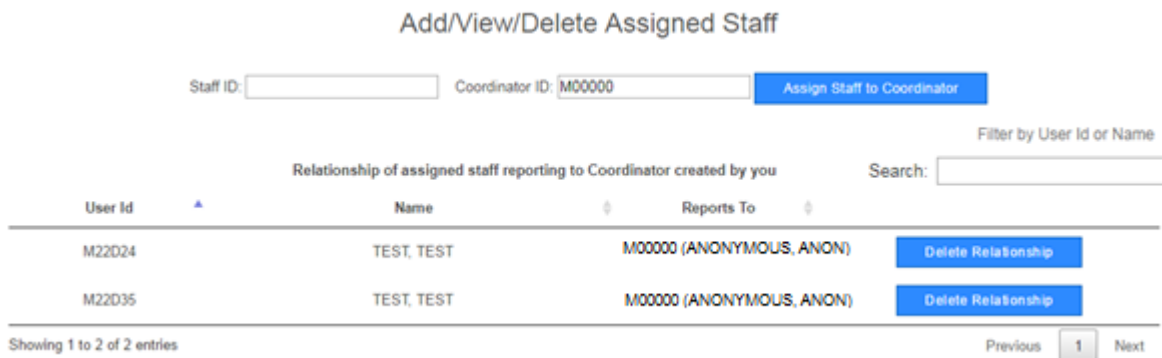 Add/View/Delete Assigned Staff
Staff ID: Coordinator ID: M00000 Assign Staff to Coordinator
Filter by User Id or Name
Relationship of assigned staff reporting to Coordinator created by you Search:
User Id Name Reports To
M22D24 TEST, TEST M00000 (ANONYMOUS, ANON) Delete Relationship
M22D35 TEST, TEST M00000 (ANONYMOUS, ANON) Delete Relationship
Showing 1 to 2 of 2 entries Previous 1 Next